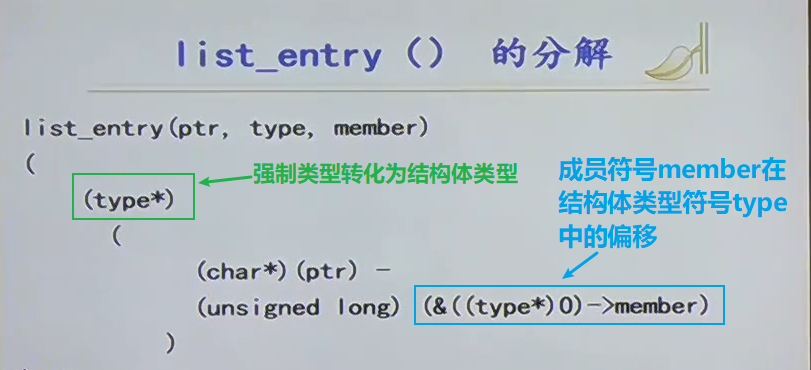 list_entry () 的分解
list_entry(ptr, type, member)
(
(type*)
强制类型转化为结构体类型
成员符号member在
结构体类型符号type
中的偏移
(
(char*)(ptr) -
(unsigned long) (&((type*)0)->member)
)